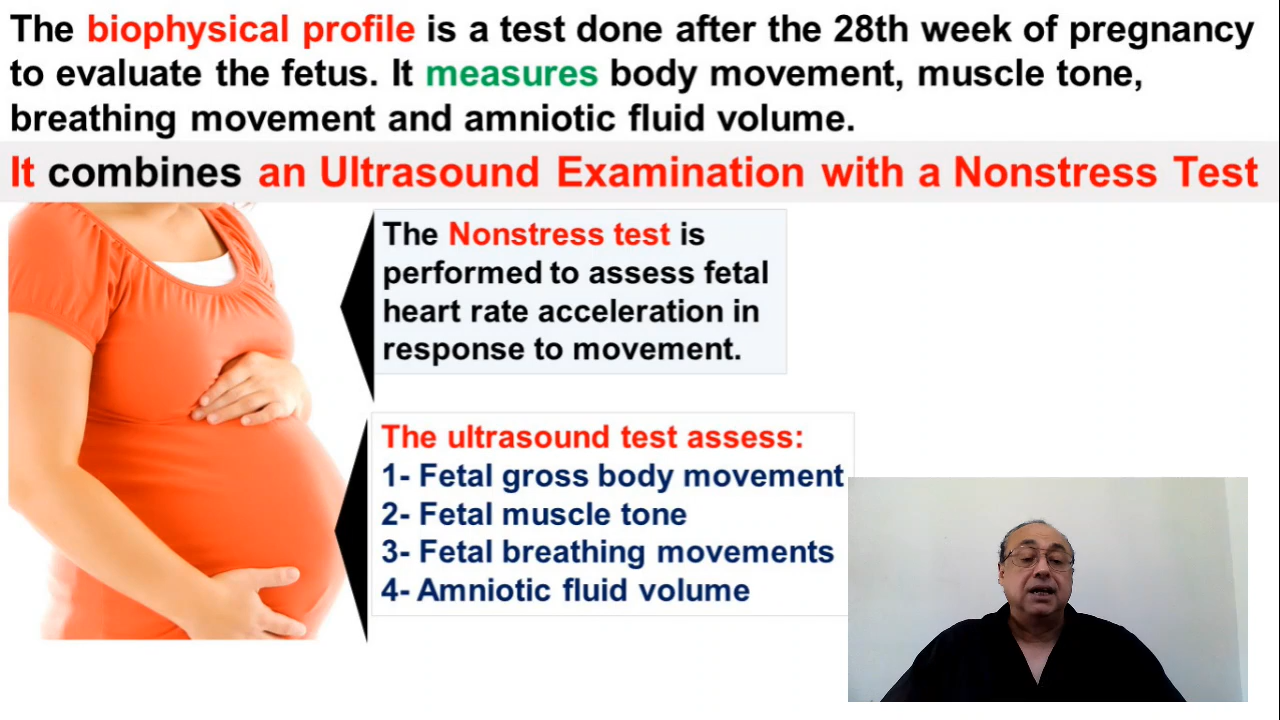 The biophysical profile is a test done after the 28th week of pregnancy
to evaluate the fetus. It measures body movement, muscle tone,
breathing movement and amniotic fluid volume.
It combines an Ultrasound Examination with a Nonstress Test
The Nonstress test is
performed to assess fetal
heart rate acceleration in
response to movement.
The ultrasound test assess:
1- Fetal gross body movement
2- Fetal muscle tone
3- Fetal breathing movements
4- Amniotic fluid volume